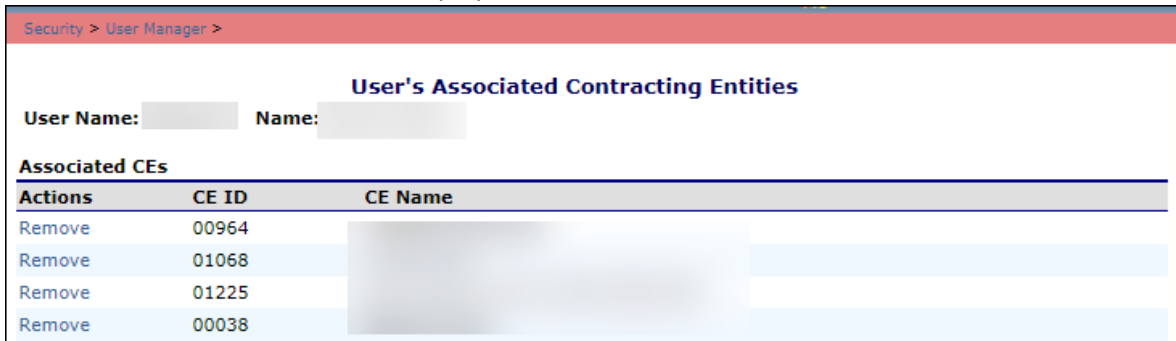 Security > User Manager >
User's Associated Contracting Entities
User Name: Name:
Associated CEs
Actions CE ID CE Name
Remove 00964
Remove 01068
Remove 01225
Remove 00038